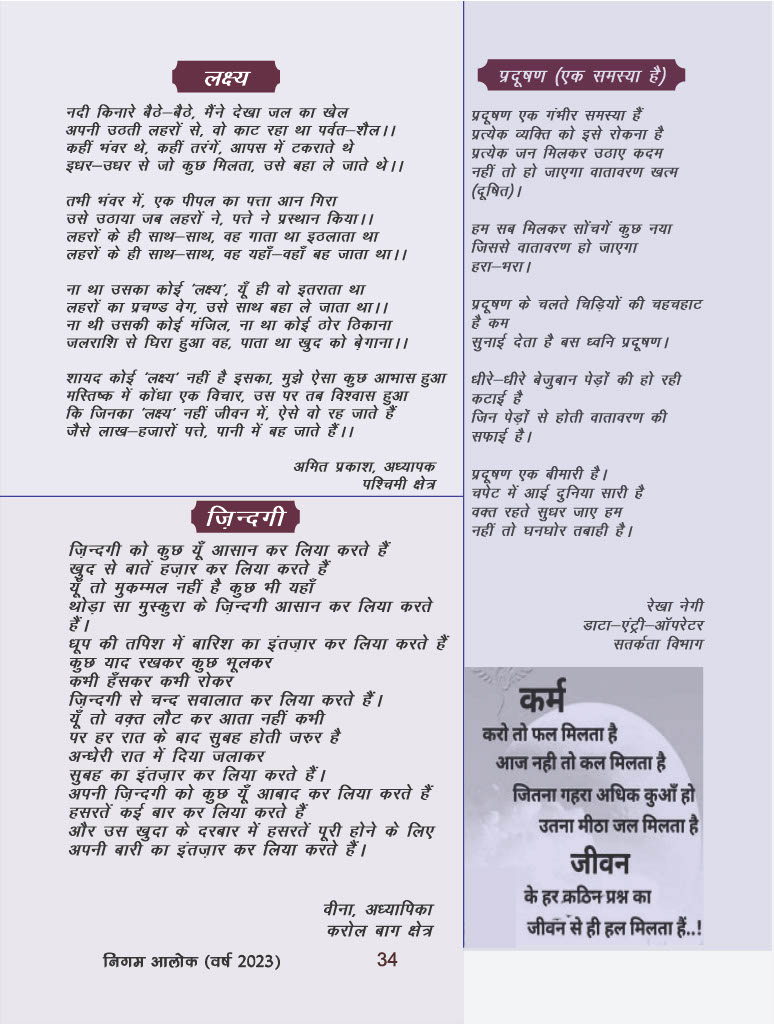 लक्ष्य
नदी किनारे बैठे–बैठे, मैंने देखा जल का खेल
अपनी उठती लहरों से, वो काट रहा था पर्वत–शैल।।
कहीं भंवर थे, कहीं तरंगें, आपस में टकराते थे
इधर–उधर से जो कुछ मिलता, उसे बहा ले जाते थे।।
तभी भंवर में, एक पीपल का पत्ता आन गिरा
उसे उठाया जब लहरों ने, पत्ते ने प्रस्थान किया।।
लहरों के ही साथ–साथ, वह गाता था इठलाता था
लहरों के ही साथ–साथ, वह यहाँ–वहाँ बह जाता था।।
ना था उसका कोई ‘लक्ष्य’, यूँ ही वो इतराता था
लहरों का प्रचण्ड वेग, उसे साथ बहा ले जाता था।।
ना थी उसकी कोई मंजिल, ना था कोई ठोर ठिकाना
जलराशि से घिरा हुआ वह, पाता था खुद को बेगाना।।
शायद कोई ‘लक्ष्य’ नहीं है इसका, मुझे ऐसा कुछ आभास हुआ
मस्तिष्क में कोंधा एक विचार, उस पर तब विश्वास हुआ
कि जिनका ‘लक्ष्य’ नहीं जीवन में, ऐसे वो रह जाते हैं
जैसे लाख–हजारों पत्ते, पानी में बह जाते हैं।।
अमित प्रकाश, अध्यापक
पश्चिमी क्षेत्र
ज़िन्दगी
ज़िन्दगी को कुछ यूँ आसान कर लिया करते हैं
खुद से बातें हज़ार कर लिया करते हैं
यूँ तो मुकम्मल नहीं है कुछ भी यहाँ
थोड़ा सा मुस्कुरा के ज़िन्दगी आसान कर लिया करते
हैं।
धूप की तपिश में बारिश का इंतज़ार कर लिया करते हैं
कुछ याद रखकर कुछ भूलकर
कभी हँसकर कभी रोकर
ज़िन्दगी से चन्द सवालात कर लिया करते हैं।
यूँ तो वक़्त लौट कर आता नहीं कभी
पर हर रात के बाद सुबह होती जरुर है
अन्धेरी रात में दिया जलाकर
सुबह का इंतज़ार कर लिया करते हैं।
अपनी ज़िन्दगी को कुछ यूँ आबाद कर लिया करते हैं
हसरतें कई बार कर लिया करते हैं
और उस खुदा के दरबार में हसरतें पूरी होने के लिए
अपनी बारी का इंतज़ार कर लिया करते हैं।
वीना, अध्यापिका
करोल बाग क्षेत्र
प्रदूषण (एक समस्या है)
प्रदूषण एक गंभीर समस्या हैं
प्रत्येक व्यक्ति को इसे रोकना है
प्रत्येक जन मिलकर उठाए कदम
नहीं तो हो जाएगा वातावरण खत्म
(दूषित)।
हम सब मिलकर सोंचगें कुछ नया
जिससे वातावरण हो जाएगा
हरा–भरा।
प्रदूषण के चलते चिड़ियों की चहचहाट
है कम
सुनाई देता है बस ध्वनि प्रदूषण।
धीरे–धीरे बेजुबान पेड़ों की हो रही
कटाई है
जिन पेड़ों से होती वातावरण की
सफाई है।
प्रदूषण एक बीमारी है।
चपेट में आई दुनिया सारी है
वक्त रहते सुधर जाए हम
नहीं तो घनघोर तबाही है।
रेखा नेगी
डाटा–एंट्री–ऑपरेटर
सतर्कता विभाग
कर्म
करो तो फल मिलता है
आज नही तो कल मिलता है
जितना गहरा अधिक कुआँ हो
उतना मीठा जल मिलता है
जीवन
के हर कठिन प्रश्न का
जीवन से ही हल मिलता हैं..!
निगम आलोक (वर्ष 2023)
34